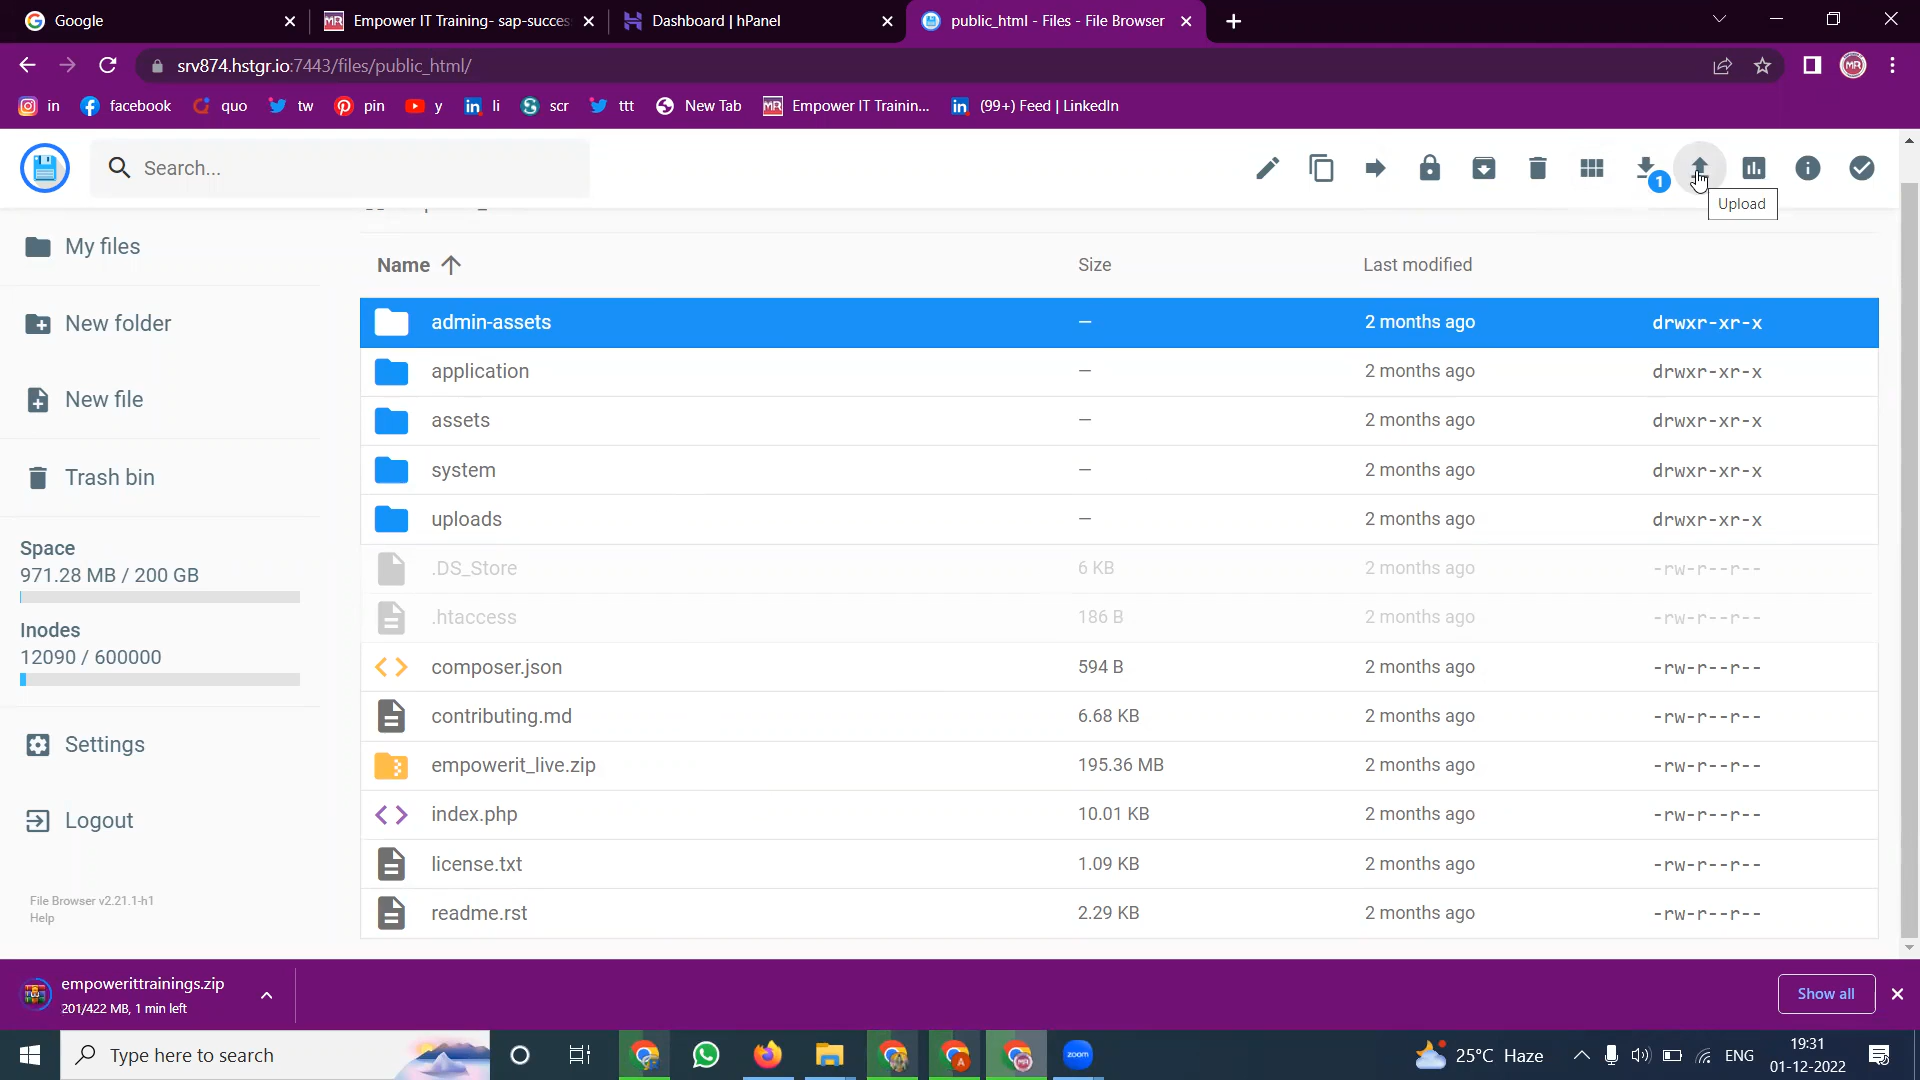 Google
Empower IT Training- sap-succes
Dashboard | hPanel
public_html - Files - File Browser
srv874.hstgr.io:7443/files/public_html/
in
facebook
quo
tw
pin
y
li
scr
ttt
New Tab
Empower IT Trainin...
(99+) Feed | LinkedIn
Search...
1
Upload
My files
New folder
New file
Trash bin
Space
971.28 MB / 200 GB
Inodes
12090 / 600000
Settings
Logout
File Browser v2.21.1-h1
Help
Name Size Last modified
admin-assets — 2 months ago drwxr-xr-x
application — 2 months ago drwxr-xr-x
assets — 2 months ago drwxr-xr-x
system — 2 months ago drwxr-xr-x
uploads — 2 months ago drwxr-xr-x
.DS_Store 6 KB 2 months ago -rw-r--r--
.htaccess 186 B 2 months ago -rw-r--r--
composer.json 594 B 2 months ago -rw-r--r--
contributing.md 6.68 KB 2 months ago -rw-r--r--
empowerit_live.zip 195.36 MB 2 months ago -rw-r--r--
index.php 10.01 KB 2 months ago -rw-r--r--
license.txt 1.09 KB 2 months ago -rw-r--r--
readme.rst 2.29 KB 2 months ago -rw-r--r--
empowerittrainings.zip
201/422 MB, 1 min left
Show all
Type here to search
zoom
25°C Haze
ENG
19:31
01-12-2022